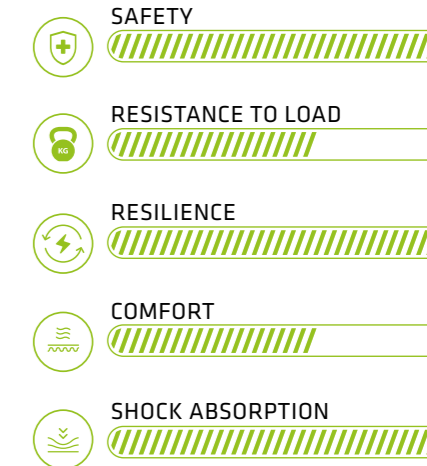 SAFETY
RESISTANCE TO LOAD
KG
RESILIENCE
COMFORT
SHOCK ABSORPTION